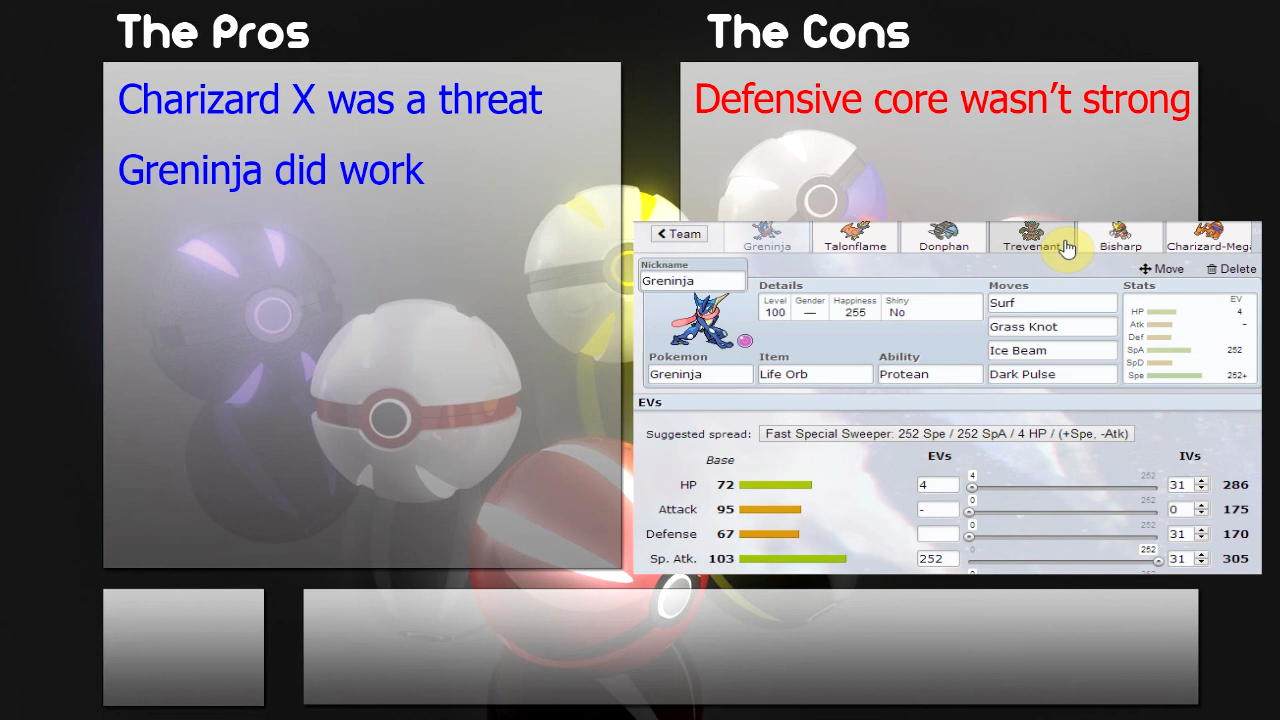 The Pros
The Cons
Charizard X was a threat
Greninja did work
Defensive core wasn't strong
Team
Greninja
Talonflame
Donphan
Trevenant
Bisharp
Charizard-Mega
Move
Delete
Nickname
Greninja
Details
Moves
Stats
Level
Gender
Happiness
Shiny
100
—
255
No
Surf
Grass Knot
Ice Beam
Dark Pulse
EV
HP 4
Atk -
Def
SpA 252
SpD
Spe 252+
Pokemon
Item
Ability
Greninja
Life Orb
Protean
EVs
Suggested spread: Fast Special Sweeper: 252 Spe / 252 SpA / 4 HP / (+Spe, -Atk)
Base
EVs
IVs
HP 72 4 4 252 31 286
Attack 95 - 0 252 0 175
Defense 67 0 252 31 170
Sp. Atk. 103 252 0 252 31 305